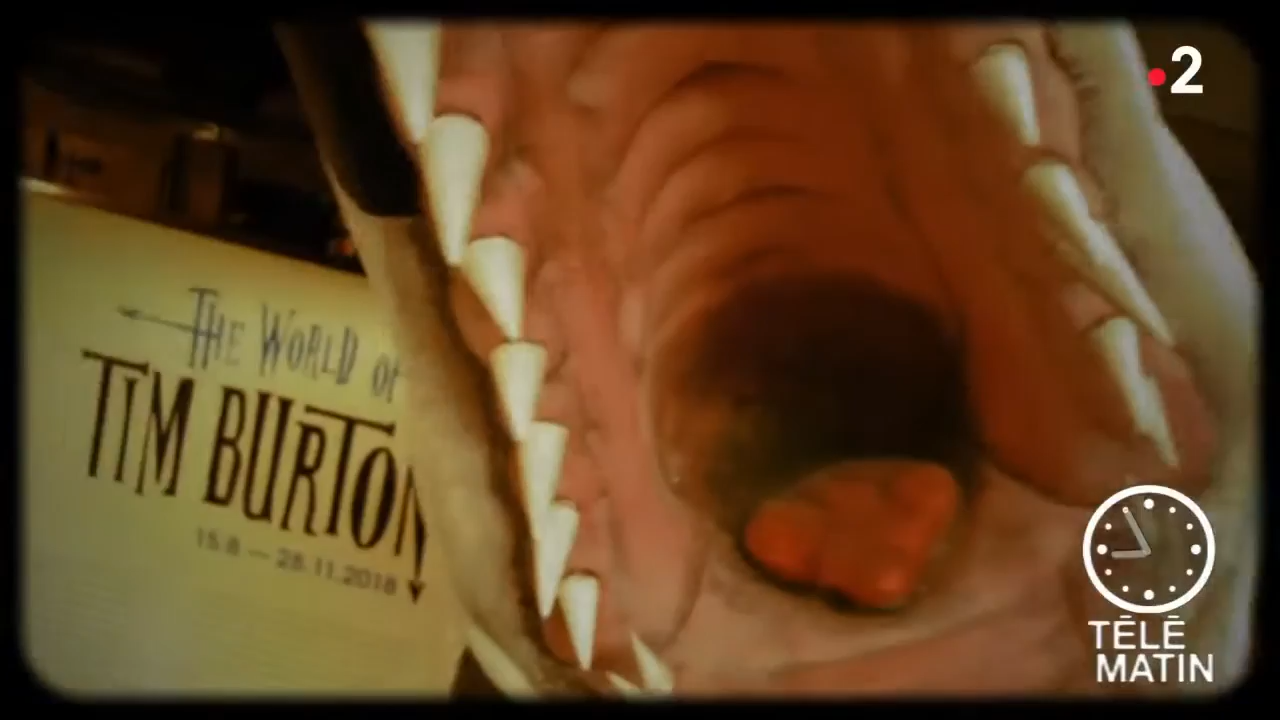 THE WORLD OF
TIM BURTON
15.8 — 28.11.2018
2
TÉLÉ
MATIN